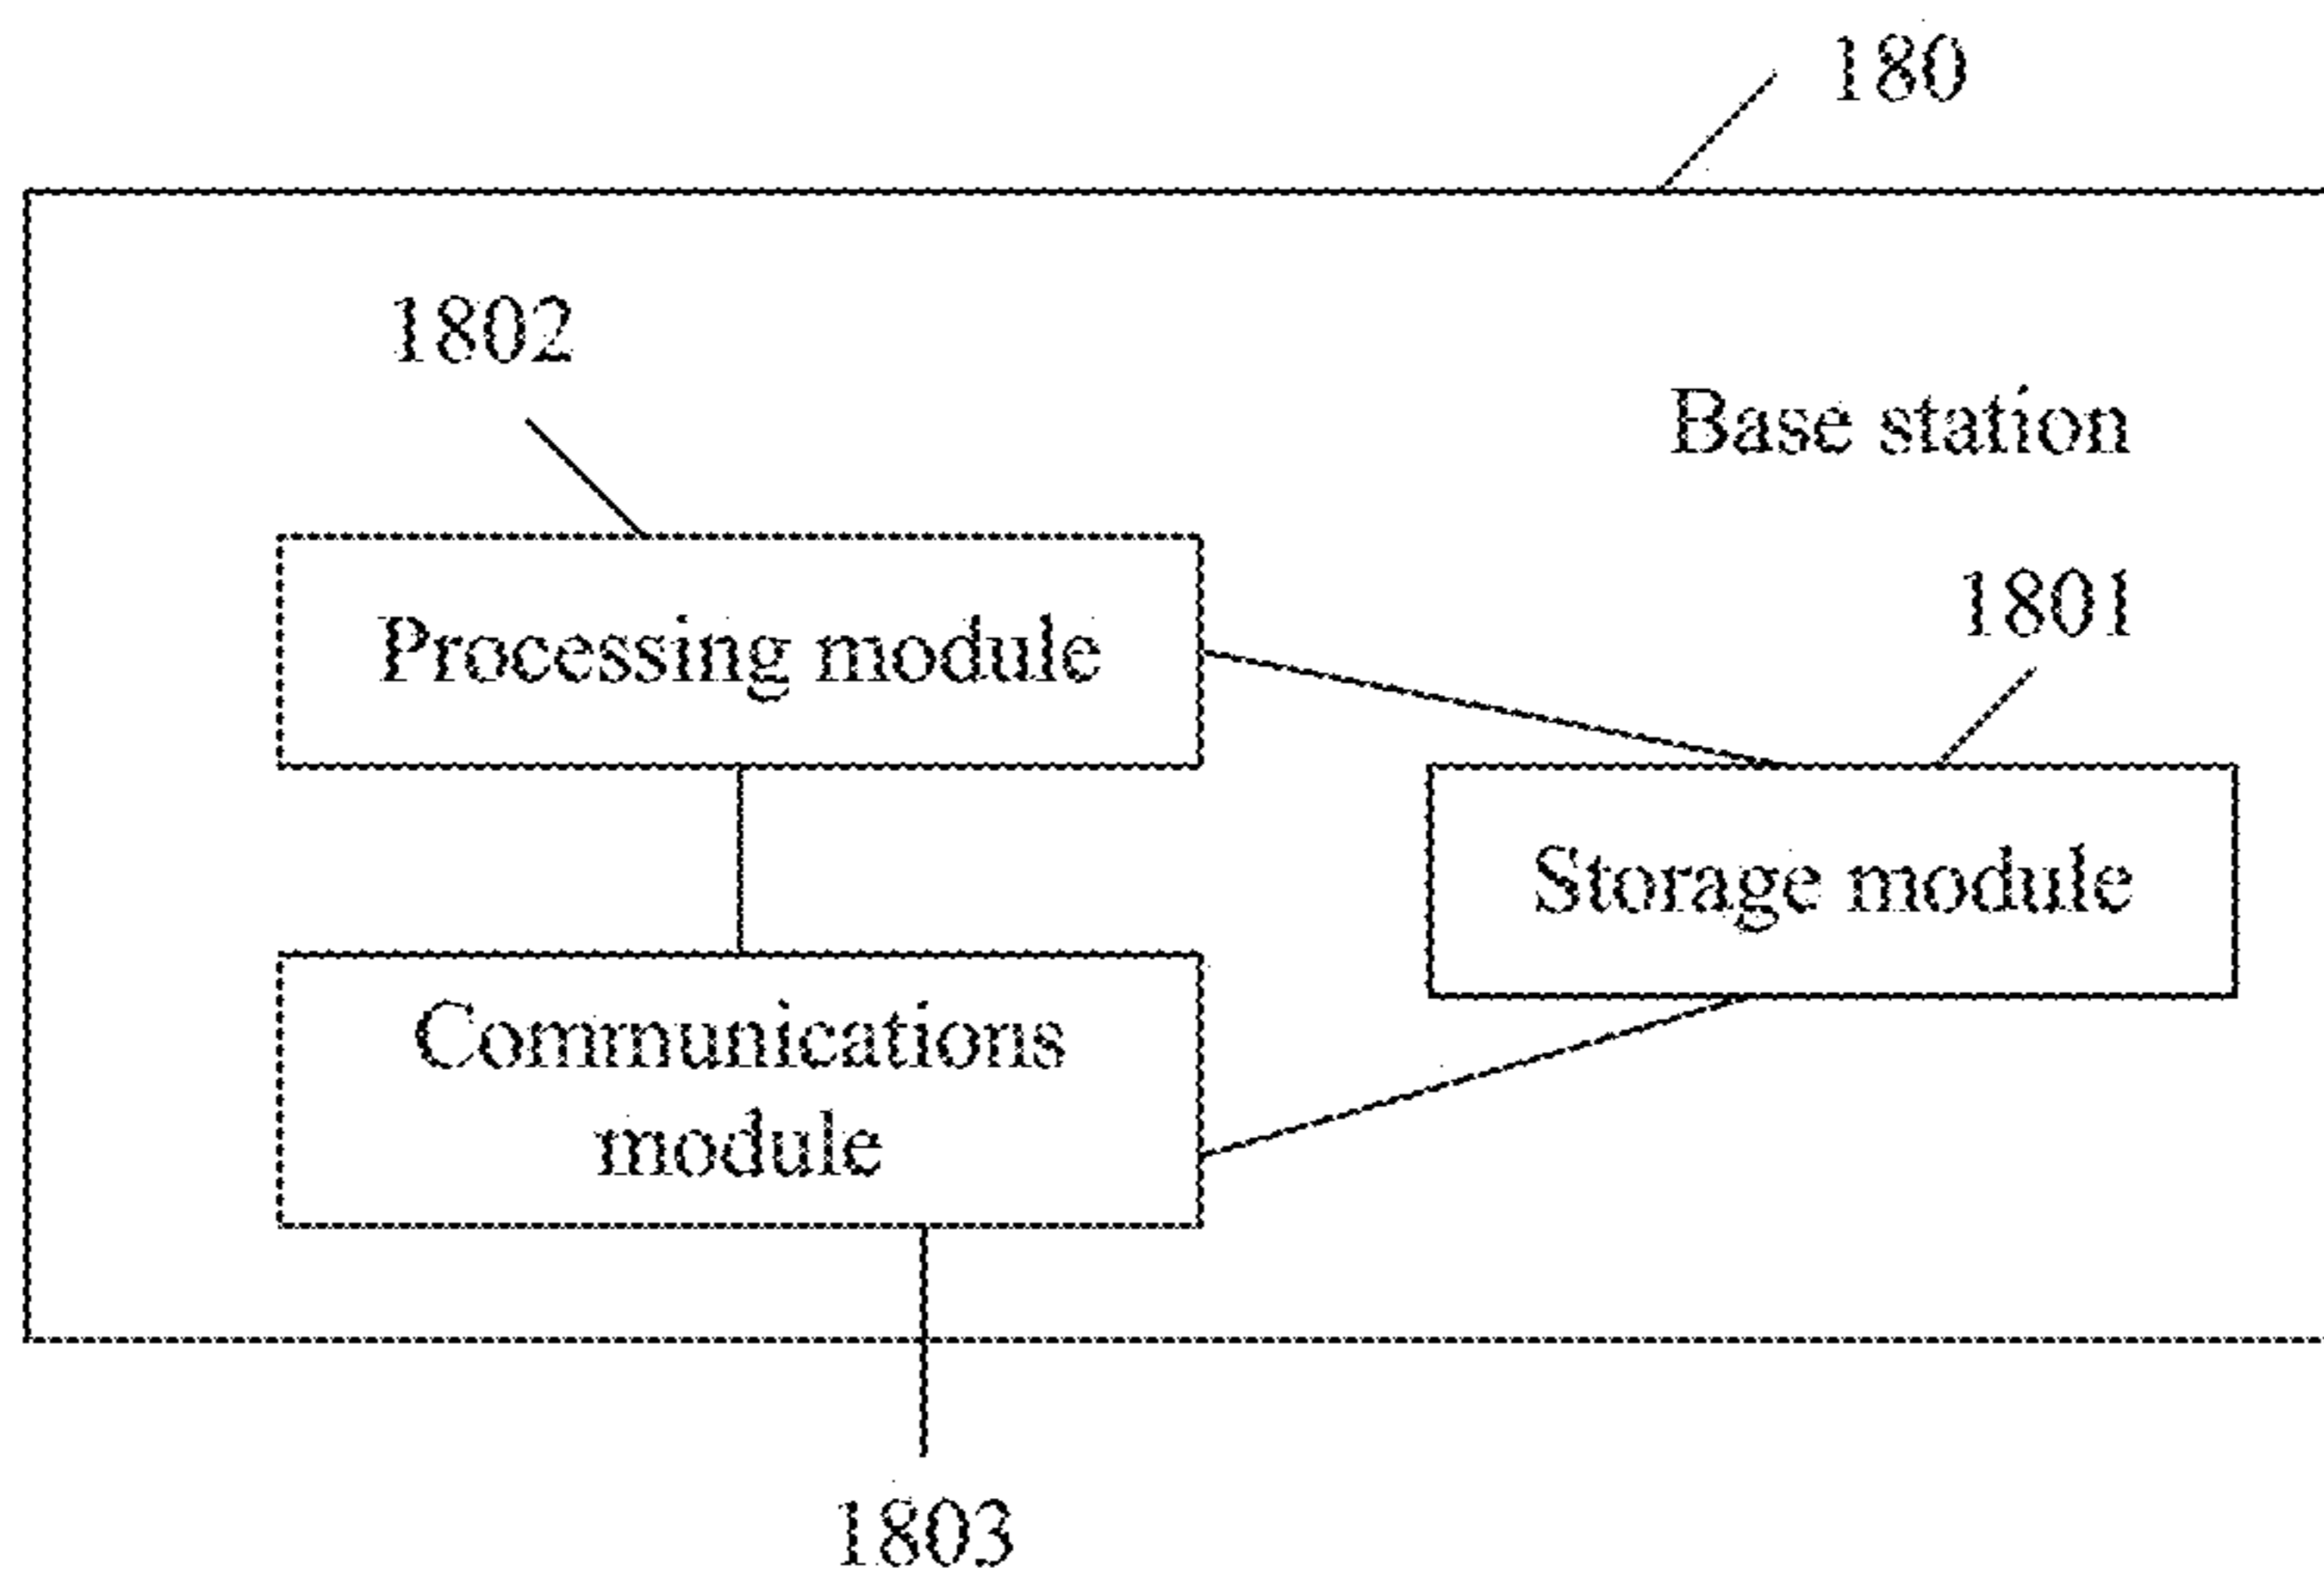 180
1802
Base station
1801
Processing module
Storage module
Communications
module
1803